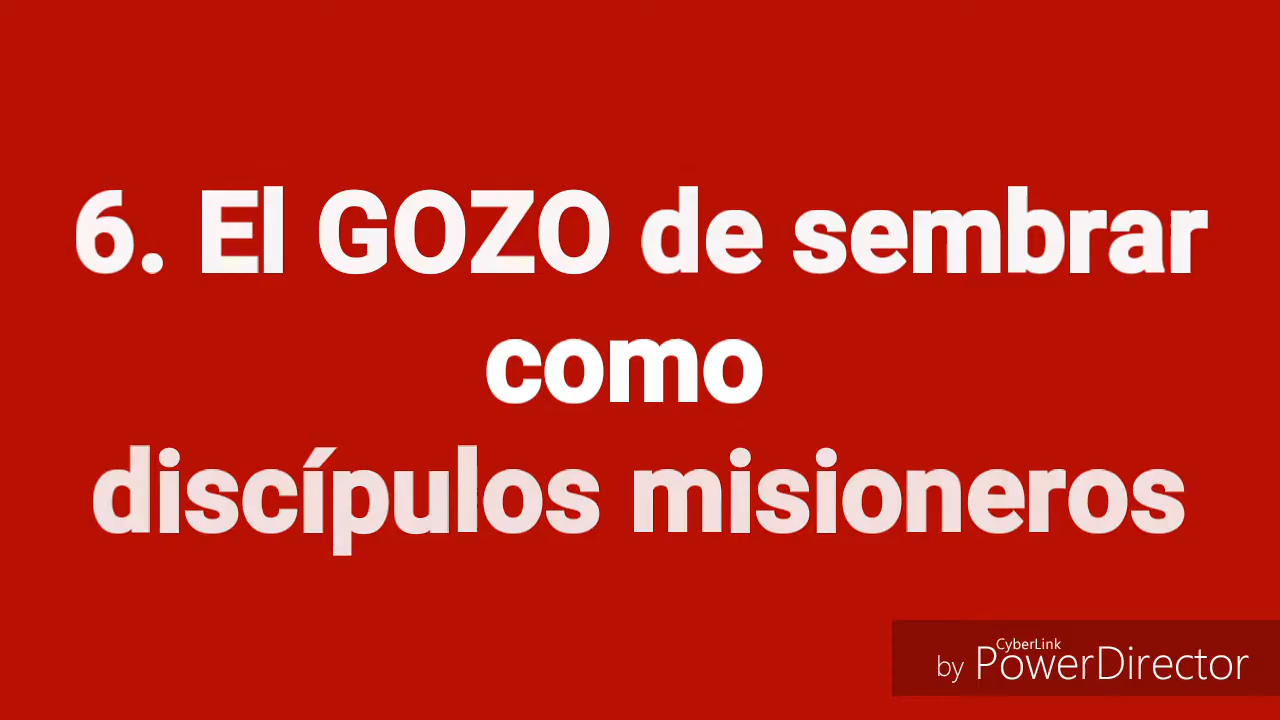 6. El GOZO de sembrar
como
discípulos misioneros
CyberLink
by PowerDirector